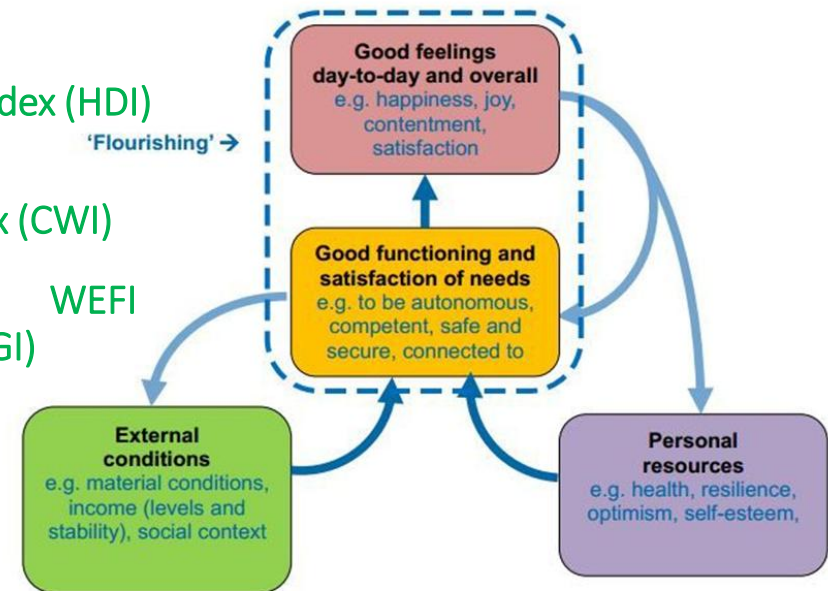 dex (HDI)
'Flourishing' →
x (CWI)
WEFI
GI)
Good feelings
day-to-day and overall
e.g. happiness, joy,
contentment,
satisfaction
Good functioning and
satisfaction of needs
e.g. to be autonomous,
competent, safe and
secure, connected to
External
conditions
e.g. material conditions,
income (levels and
stability), social context
Personal
resources
e.g. health, resilience,
optimism, self-esteem,